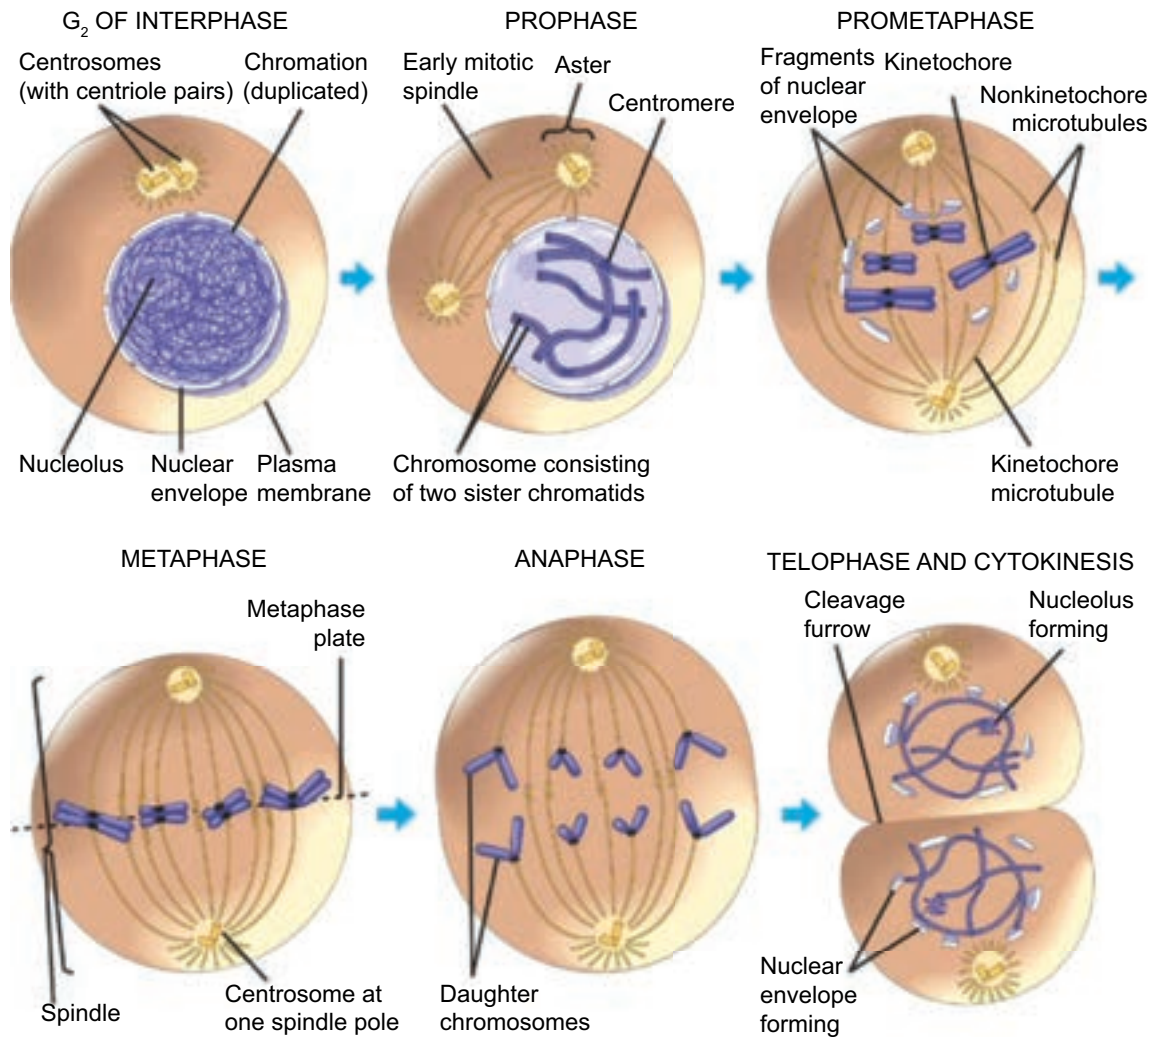 G2 OF INTERPHASE
Centrosomes
(with centriole pairs)
Chromation
(duplicated)
Nucleolus
Nuclear
envelope
Plasma
membrane
PROPHASE
Early mitotic
spindle
Aster
Centromere
Chromosome consisting
of two sister chromatids
PROMETAPHASE
Fragments
of nuclear
envelope
Kinetochore
Nonkinetochore
microtubules
Kinetochore
microtubule
METAPHASE
Metaphase
plate
Spindle
Centrosome at
one spindle pole
ANAPHASE
Daughter
chromosomes
TELOPHASE AND CYTOKINESIS
Cleavage
furrow
Nucleolus
forming
Nuclear
envelope
forming